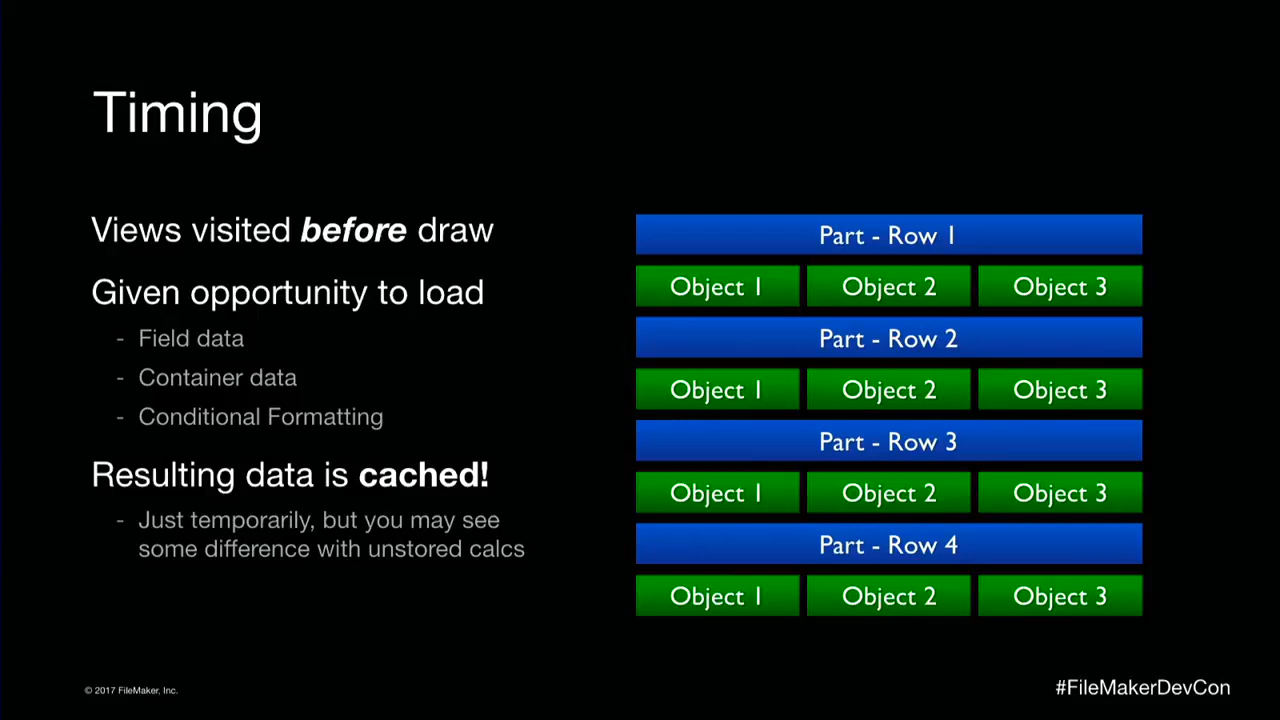 Timing
Views visited before draw
Given opportunity to load
- Field data
- Container data
- Conditional Formatting
Resulting data is cached!
- Just temporarily, but you may see
some difference with unstored calcs
Part - Row 1
Object 1 Object 2 Object 3
Part - Row 2
Object 1 Object 2 Object 3
Part - Row 3
Object 1 Object 2 Object 3
Part - Row 4
Object 1 Object 2 Object 3
© 2017 FileMaker, Inc.
#FileMakerDevCon